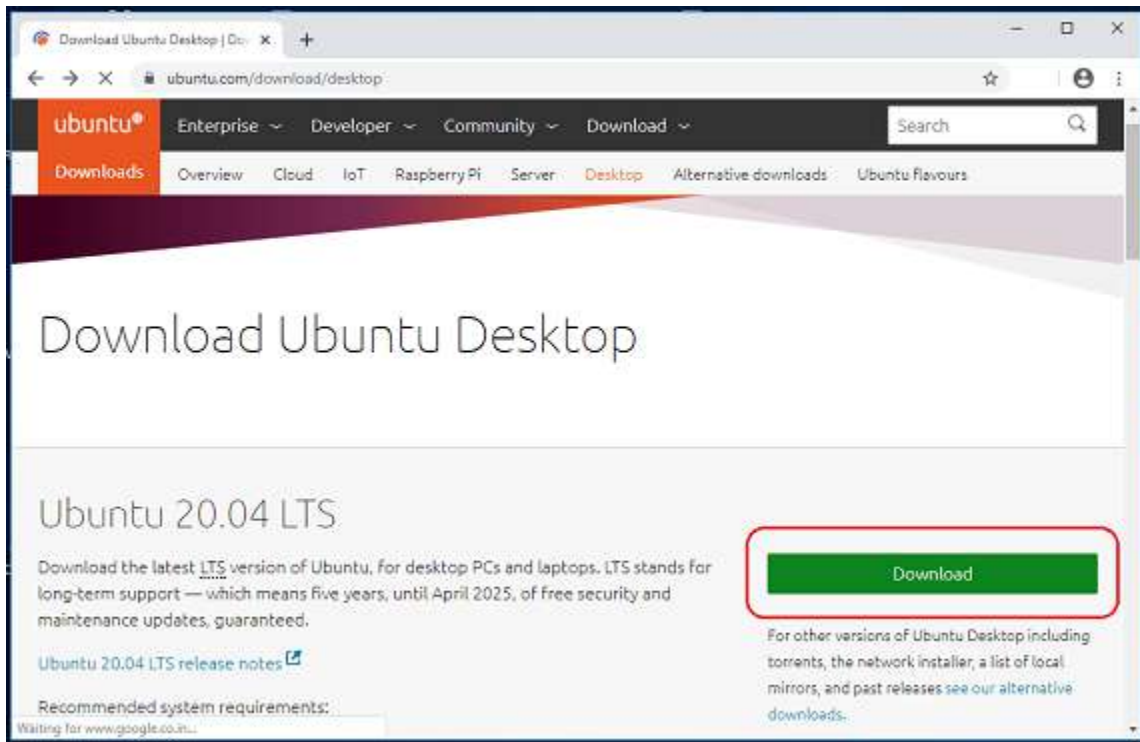 Download Ubuntu Desktop | Do
ubuntu.com/download/desktop
ubuntu Enterprise Developer Community Download Search
Downloads Overview Cloud IoT Raspberry Pi Server Desktop Alternative downloads Ubuntu flavours
Download Ubuntu Desktop
Ubuntu 20.04 LTS
Download the latest LTS version of Ubuntu, for desktop PCs and laptops. LTS stands for
long-term support — which means five years, until April 2025, of free security and
maintenance updates, guaranteed.
Ubuntu 20.04 LTS release notes
Recommended system requirements:
Download
For other versions of Ubuntu Desktop including
torrents, the network installer, a list of local
mirrors, and past releases see our alternative
downloads.
Waiting for www.google.co.in...